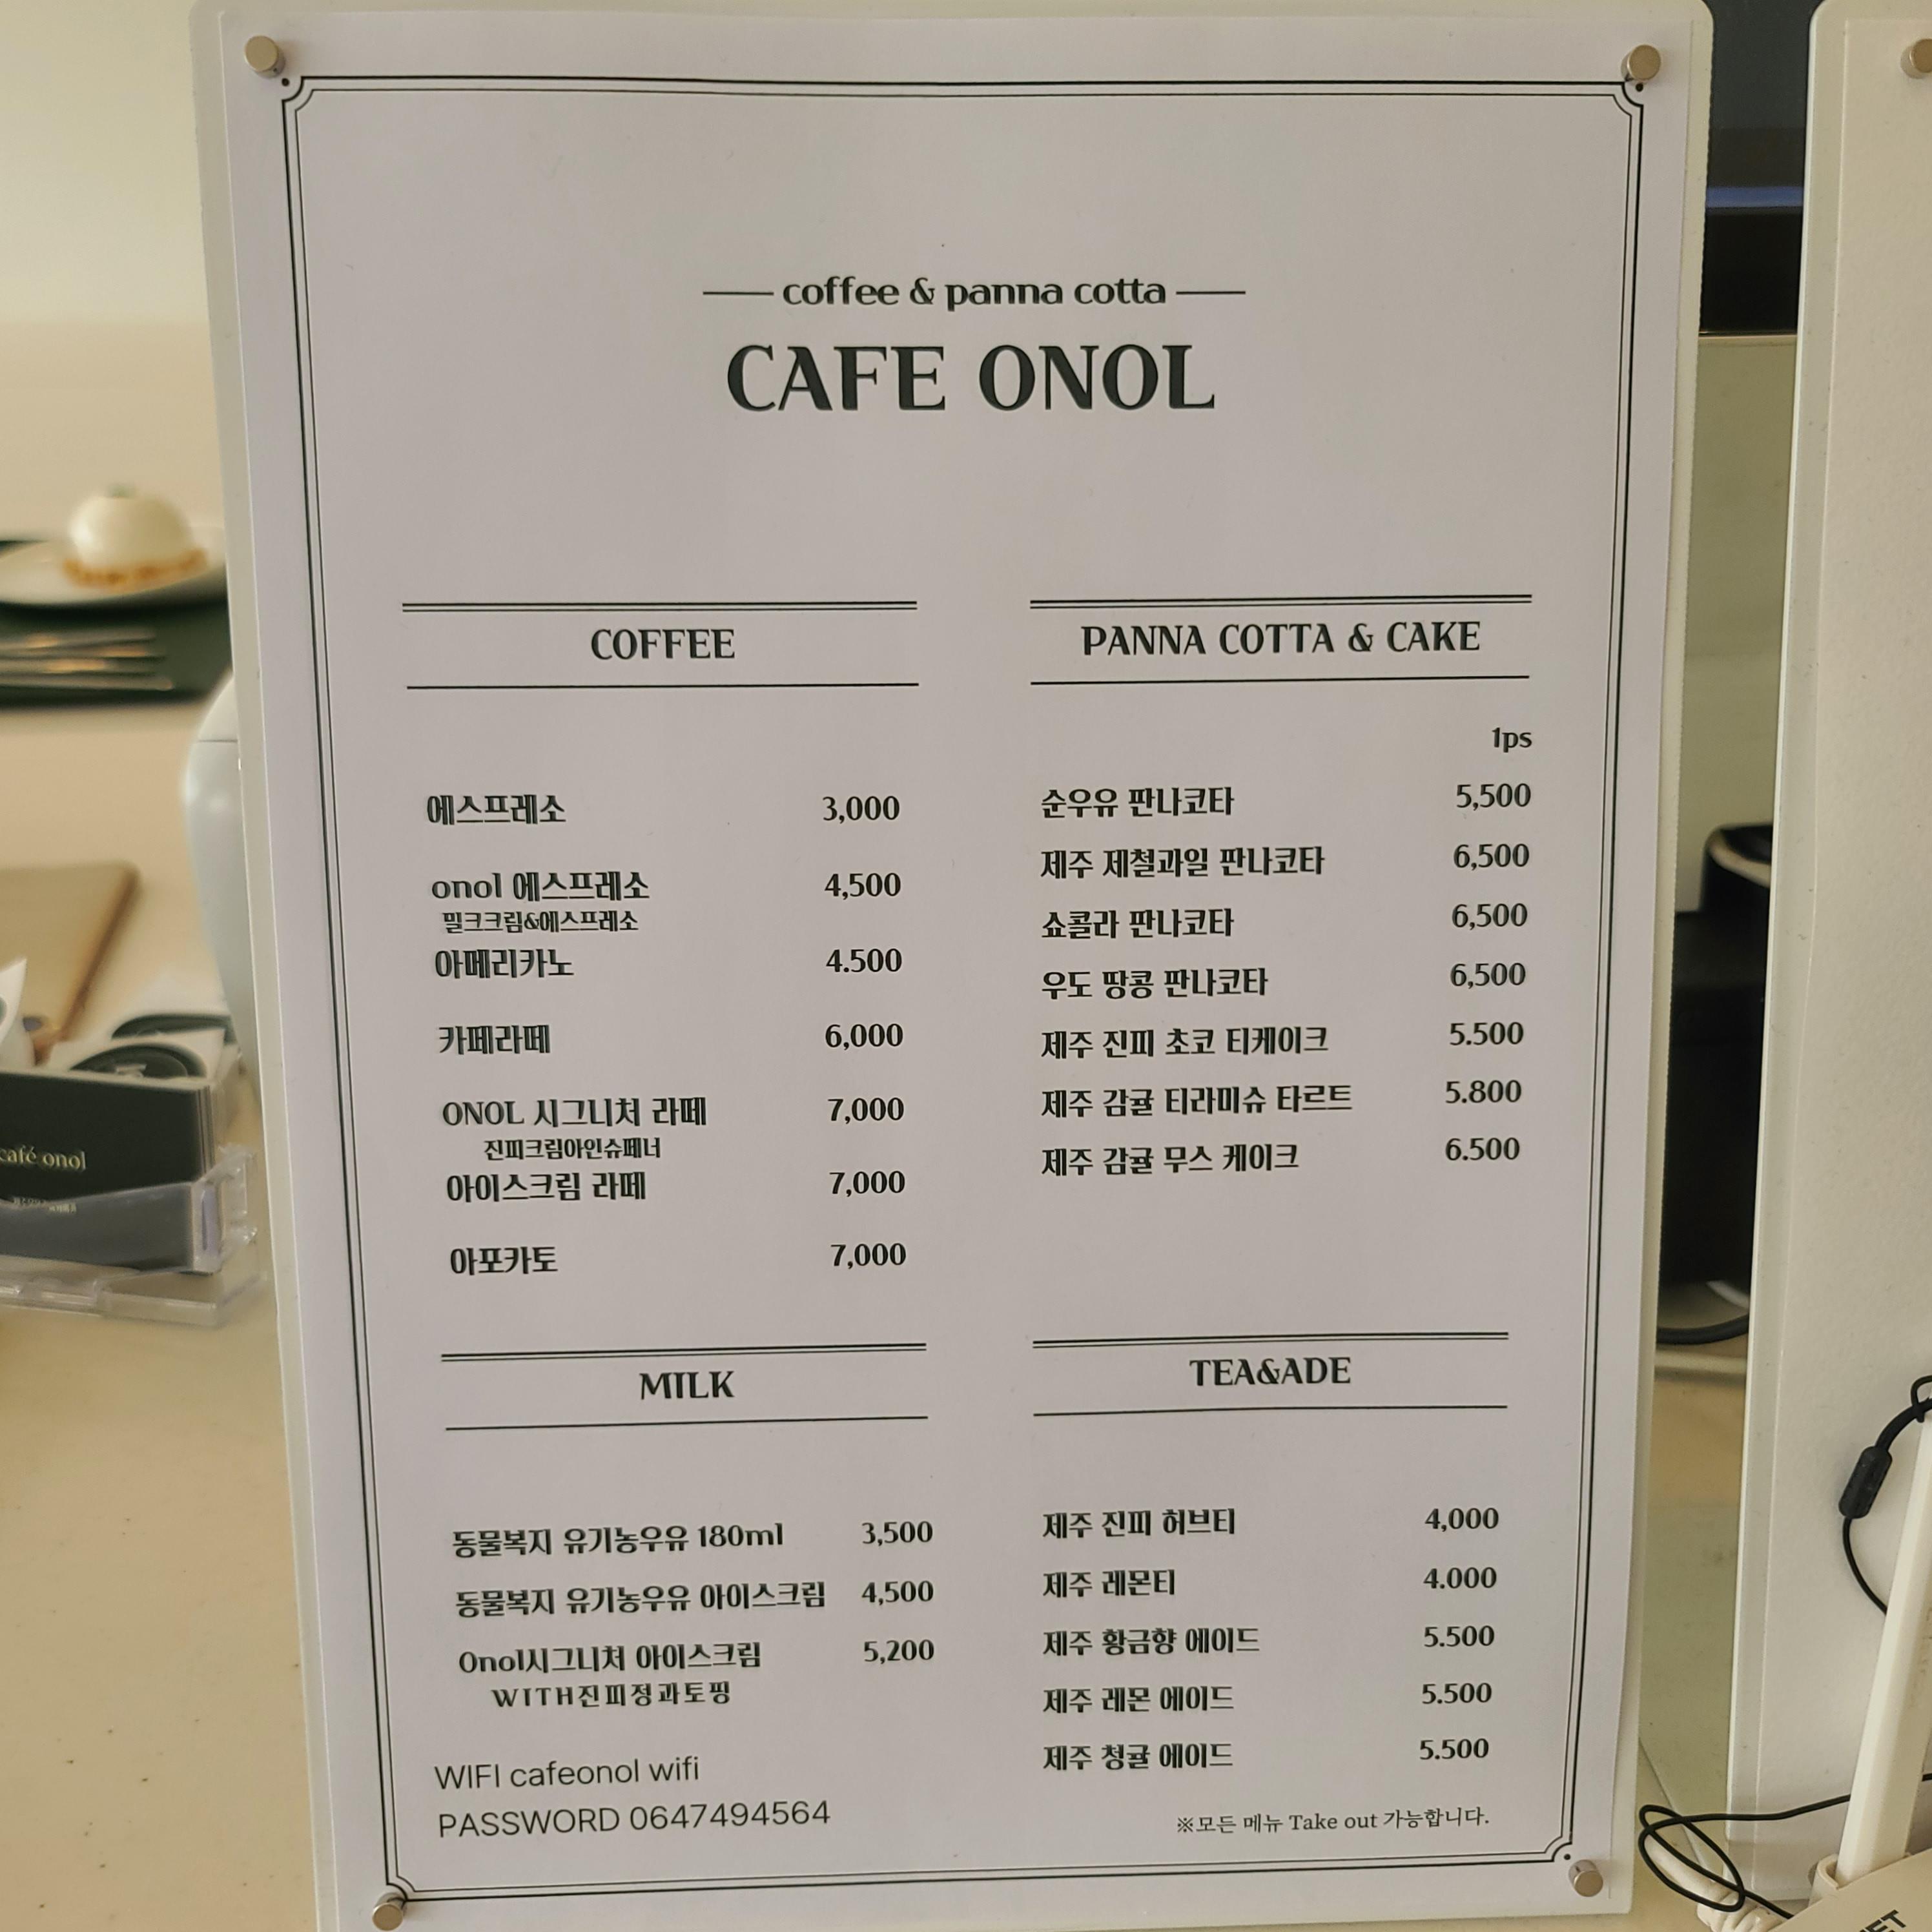 coffee & panna cotta
CAFE ONOL
COFFEE
에스프레소 3,000
onol 에스프레소 4,500
밀크크림&에스프레소
아메리카노 4.500
카페라떼 6,000
ONOL 시그니처 라떼 7,000
진피크림아인슈페너
아이스크림 라떼 7,000
아포카토 7,000
PANNA COTTA & CAKE
1ps
순우유 판나코타 5,500
제주 제철과일 판나코타 6,500
쇼콜라 판나코타 6,500
우도 땅콩 판나코타 6,500
제주 진피 초코 티케이크 5.500
제주 감귤 티라미슈 타르트 5.800
제주 감귤 무스 케이크 6.500
MILK
동물복지 유기농우유 180ml 3,500
동물복지 유기농우유 아이스크림 4,500
Onol시그니처 아이스크림 5,200
WITH진피정과토핑
TEA&ADE
제주 진피 허브티 4,000
제주 레몬티 4.000
제주 황금향 에이드 5.500
제주 레몬 에이드 5.500
제주 청귤 에이드 5.500
WIFI cafeonol wifi
PASSWORD 0647494564
※모든 메뉴 Take out 가능합니다.
café onol